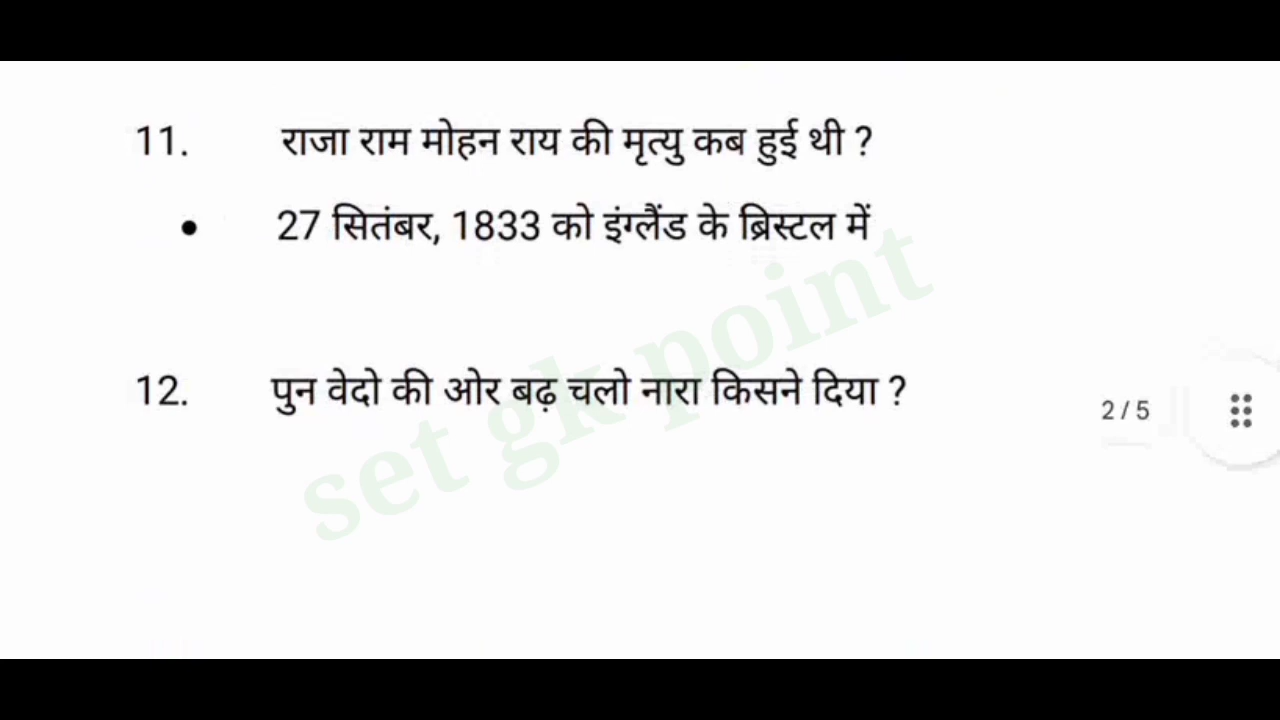 11. राजा राम मोहन राय की मृत्यु कब हुई थी ?
• 27 सितंबर, 1833 को इंग्लैंड के ब्रिस्टल में
set gk point
12. पुन वेदो की ओर बढ़ चलो नारा किसने दिया ?
2 / 5